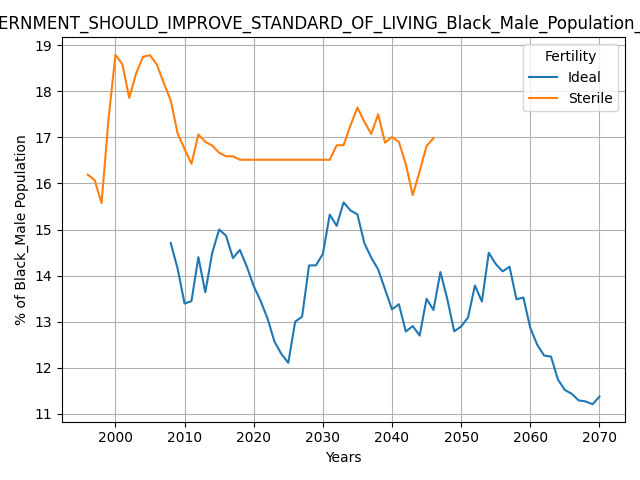 ERNMENT_SHOULD_IMPROVE_STANDARD_OF_LIVING_Black_Male_Population_
Fertility
Ideal
Sterile
19
18
17
16
15
14
13
12
11
% of Black_Male Population
2000 2010 2020 2030 2040 2050 2060 2070
Years